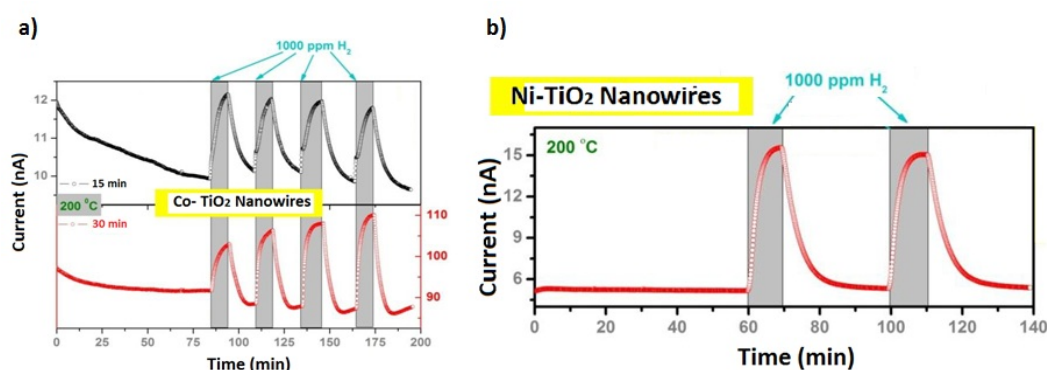 a)
1000 ppm H₂
12
11
10
15 min
Co- TiO₂ Nanowires
200 °C
30 min
110
100
90
Current (nA)
0 25 50 75 100 125 150 175 200
Time (min)
b)
1000 ppm H₂
Ni-TiO₂ Nanowires
200 °C
15
12
9
6
Current (nA)
0 20 40 60 80 100 120 140
Time (min)